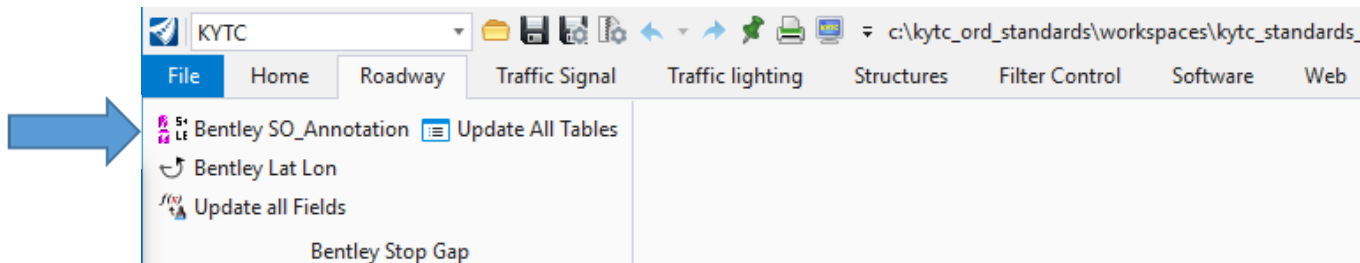 KYTC c:\kytc_ord_standards\workspaces\kytc_standards_
File Home Roadway Traffic Signal Traffic lighting Structures Filter Control Software Web
Bentley SO_Annotation Update All Tables
Bentley Lat Lon
Update all Fields
Bentley Stop Gap